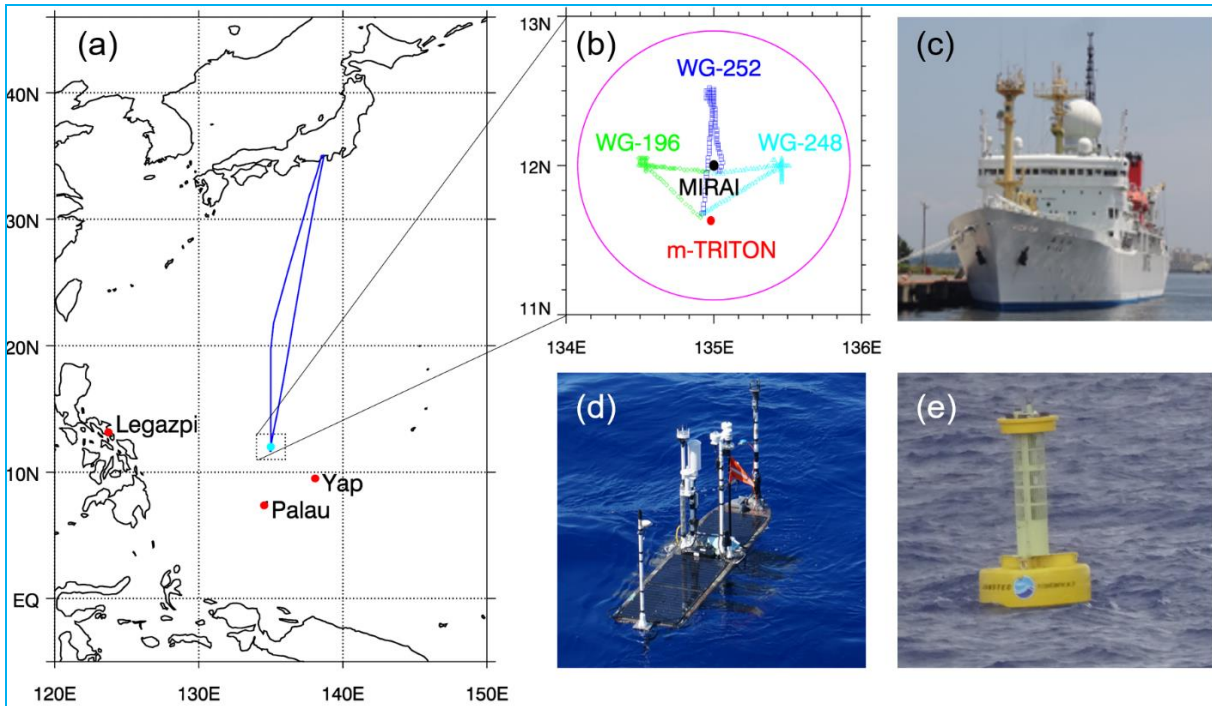 (a)
40N
30N
20N
10N
EQ
120E 130E 140E 150E
Legazpi
Yap
Palau
(b)
13N
12N
11N
134E 135E 136E
WG-252
WG-196 WG-248
MIRAI
m-TRITON
(c)
(d)
(e)